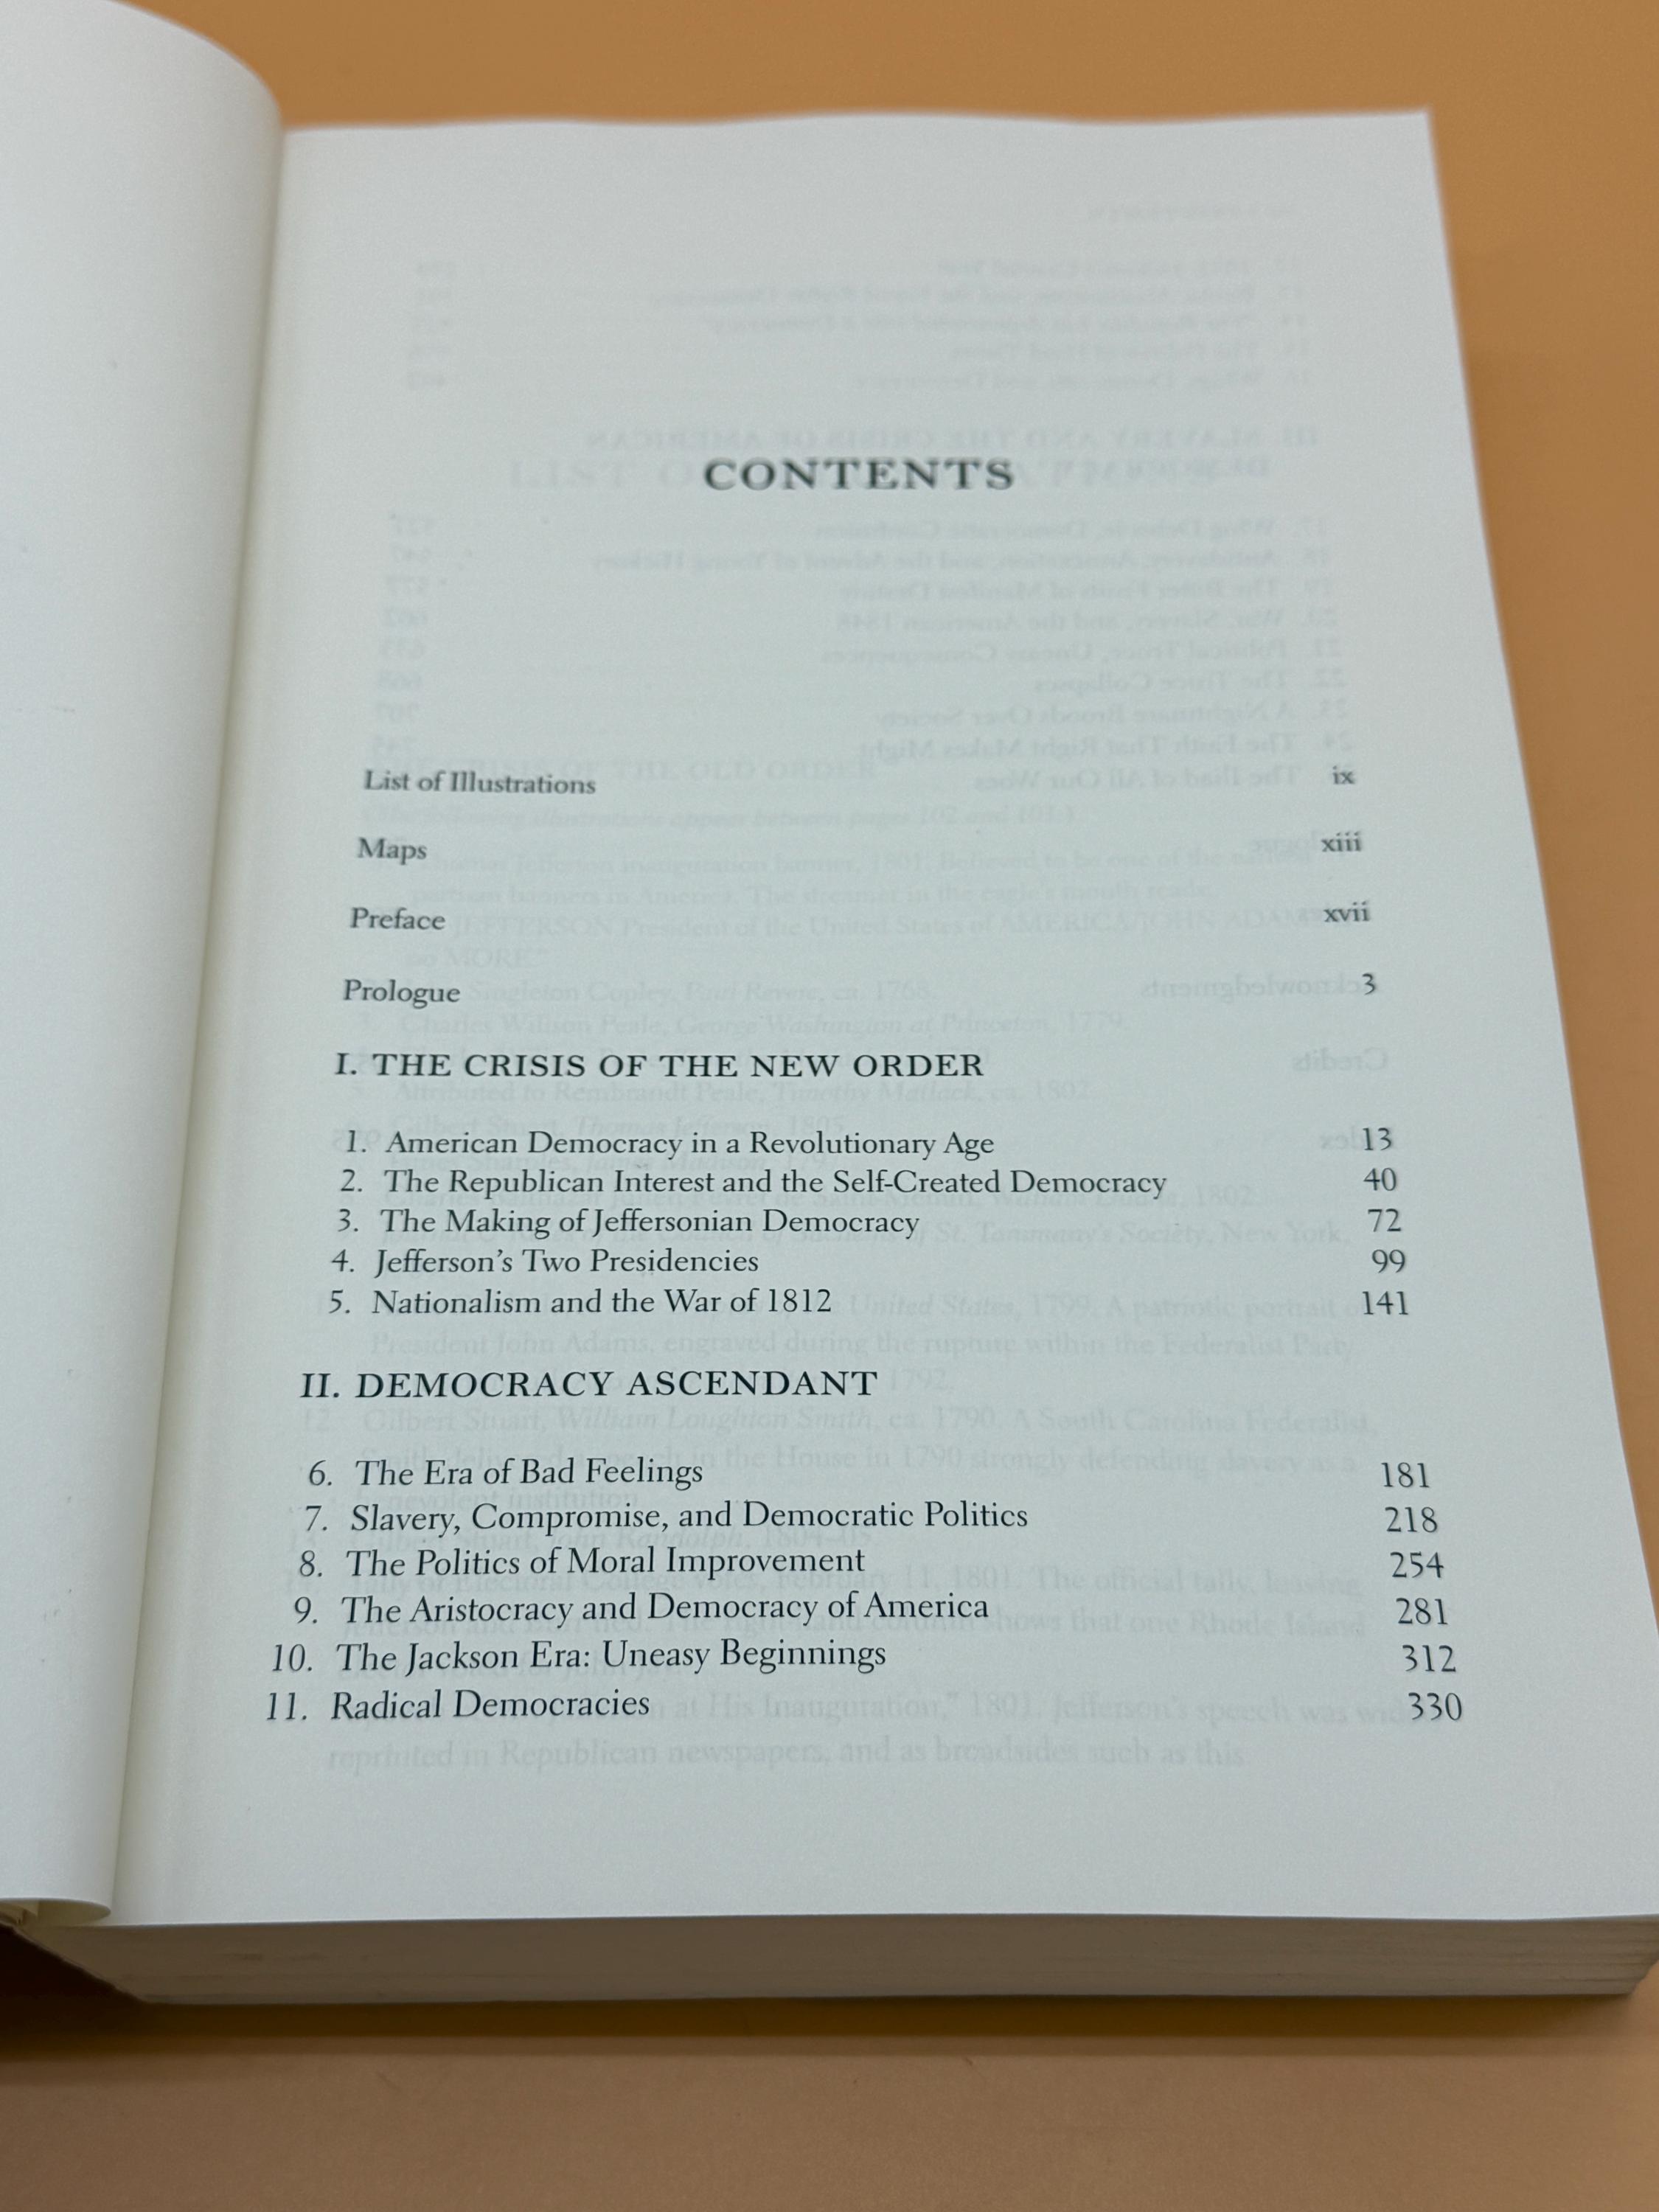 CONTENTS
List of Illustrations ix
Maps xiii
Preface xvii
Prologue 3
I. THE CRISIS OF THE NEW ORDER
1. American Democracy in a Revolutionary Age 13
2. The Republican Interest and the Self-Created Democracy 40
3. The Making of Jeffersonian Democracy 72
4. Jefferson's Two Presidencies 99
5. Nationalism and the War of 1812 141
II. DEMOCRACY ASCENDANT
6. The Era of Bad Feelings 181
7. Slavery, Compromise, and Democratic Politics 218
8. The Politics of Moral Improvement 254
9. The Aristocracy and Democracy of America 281
10. The Jackson Era: Uneasy Beginnings 312
11. Radical Democracies 330